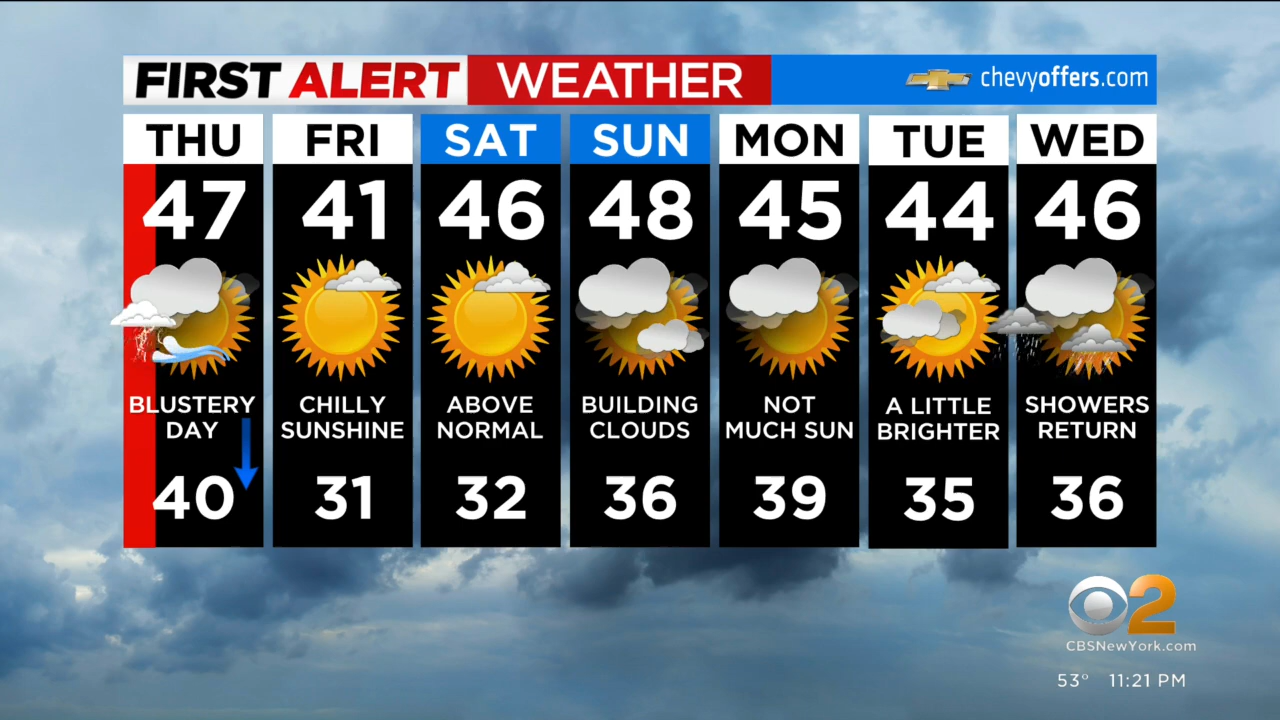 FIRST ALERT WEATHER
chevyoffers.com
THU FRI SAT SUN MON TUE WED
47 41 46 48 45 44 46
BLUSTERY DAY
CHILLY SUNSHINE
ABOVE NORMAL
BUILDING CLOUDS
NOT MUCH SUN
A LITTLE BRIGHTER
SHOWERS RETURN
40 31 32 36 39 35 36
2
CBSNewYork.com
53° 11:21 PM